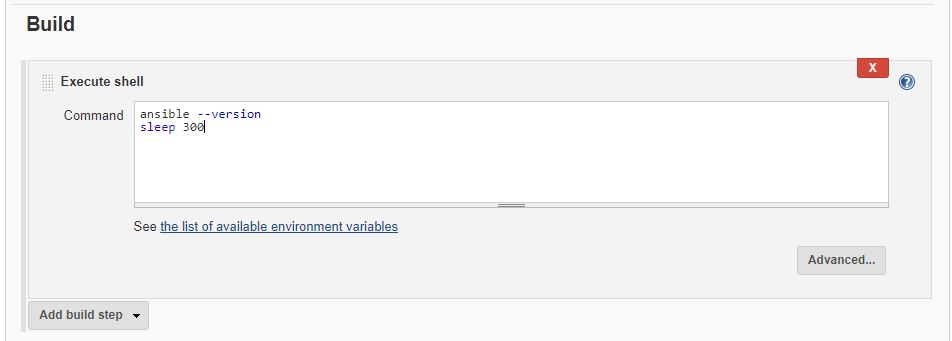 Build
Execute shell
X
Command
ansible --version
sleep 300
See the list of available environment variables
Advanced...
Add build step